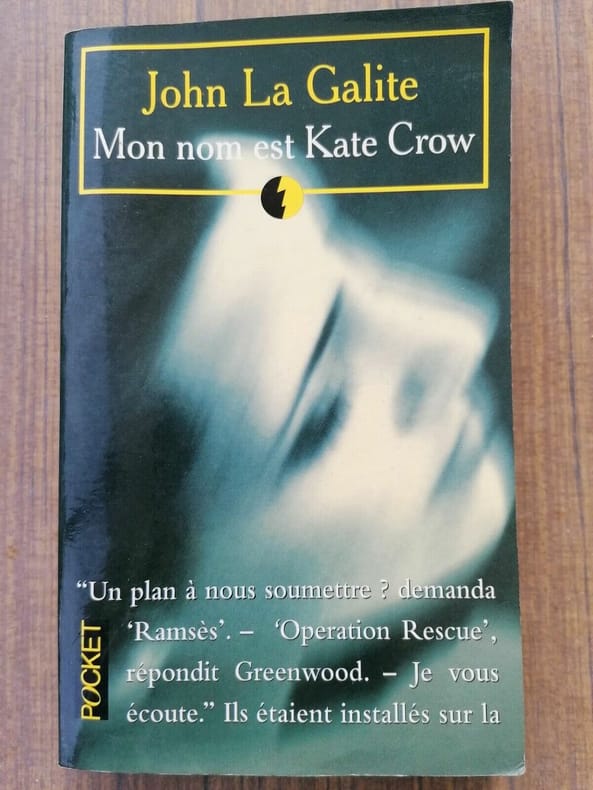 John La Galite
Mon nom est Kate Crow
“Un plan à nous soumettre ? demanda
‘Ramsès’. – ‘Operation Rescue’,
répondit Greenwood. – Je vous
écoute.” Ils étaient installés sur la
POCKET